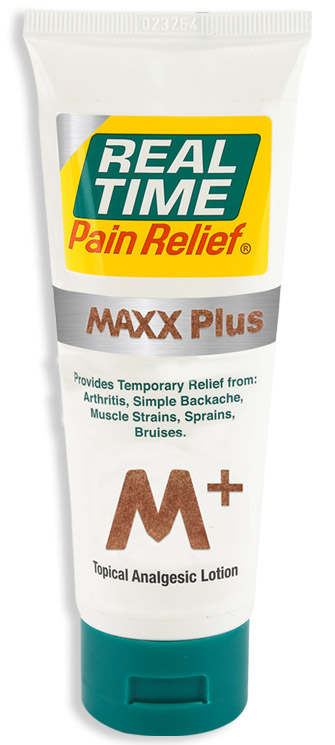 023264
REAL
TIME
Pain Relief®
MAXX Plus
Provides Temporary Relief from:
Arthritis, Simple Backache,
Muscle Strains, Sprains,
Bruises.
M+
Topical Analgesic Lotion